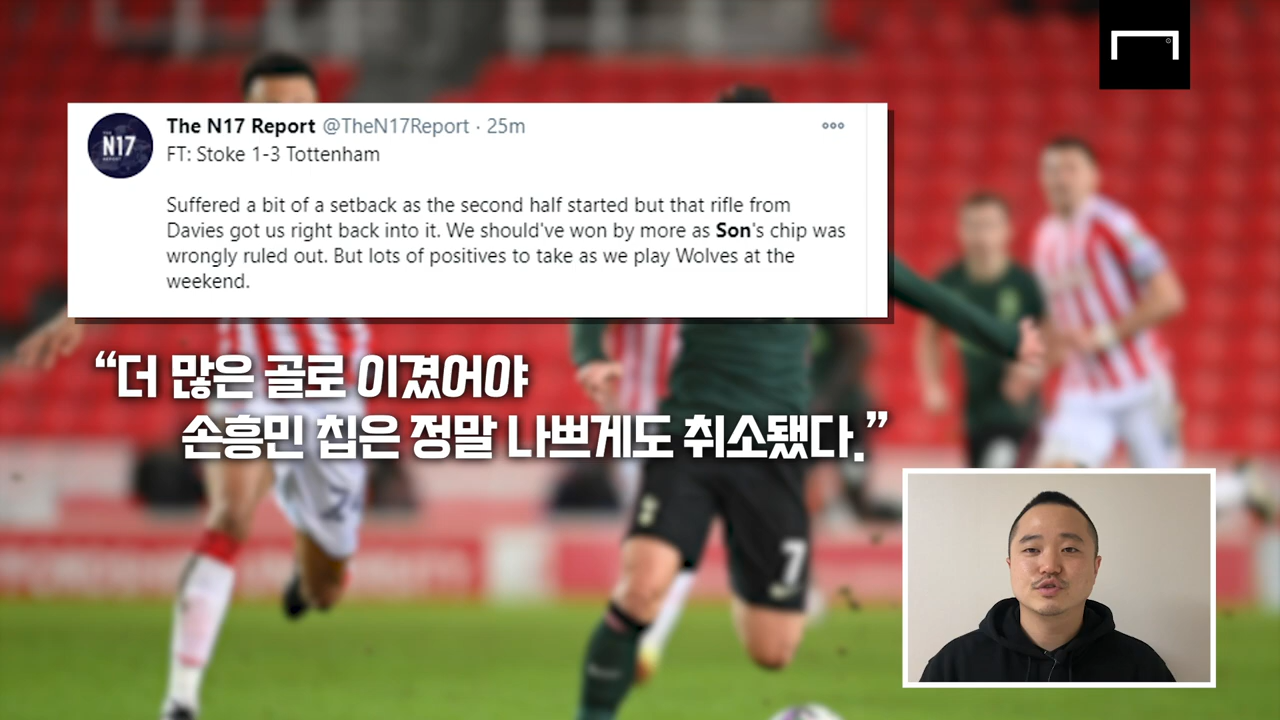 The N17 Report @TheN17Report · 25m
THE
N17
REPORT
FT: Stoke 1-3 Tottenham
Suffered a bit of a setback as the second half started but that rifle from
Davies got us right back into it. We should've won by more as Son's chip was
wrongly ruled out. But lots of positives to take as we play Wolves at the
weekend.
“더 많은 골로 이겼어야
손흥민 칩은 정말 나쁘게도 취소됐다.”
7